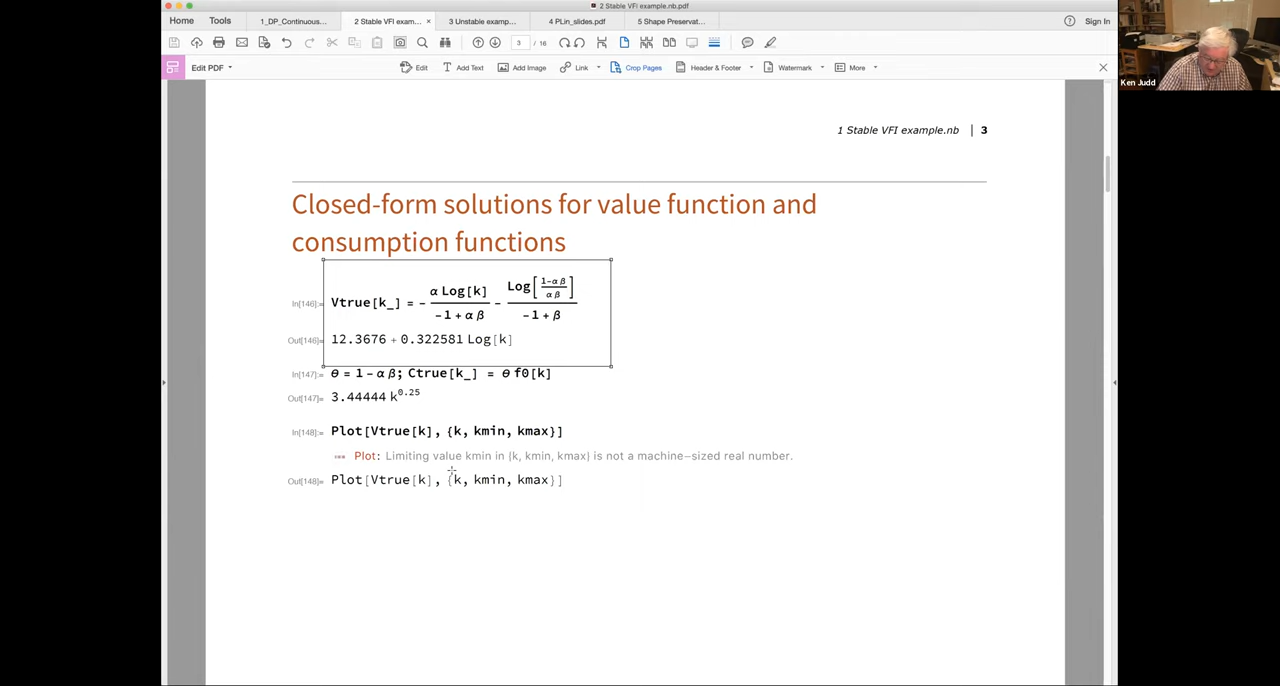 2 Stable VFI example.nb.pdf
Home Tools 1_DP_Continuous... 2 Stable VFI exam... × 3 Unstable examp... 4 PLin_slides.pdf 5 Shape Preservat... Sign In
3 / 16
Edit PDF Edit Add Text Add Image Link Crop Pages Header & Footer Watermark More
Ken Judd
1 Stable VFI example.nb | 3
Closed-form solutions for value function and
consumption functions
In[146]:= Vtrue[k_] = - α Log[k] / -1 + α β - Log[1-α β / α β] / -1 + β
Out[146]= 12.3676 + 0.322581 Log[k]
In[147]:= θ = 1 - α β; Ctrue[k_] = θ f0[k]
Out[147]= 3.44444 k^0.25
In[148]:= Plot[Vtrue[k], {k, kmin, kmax}]
Plot: Limiting value kmin in {k, kmin, kmax} is not a machine-sized real number.
Out[148]= Plot[Vtrue[k], {k, kmin, kmax}]